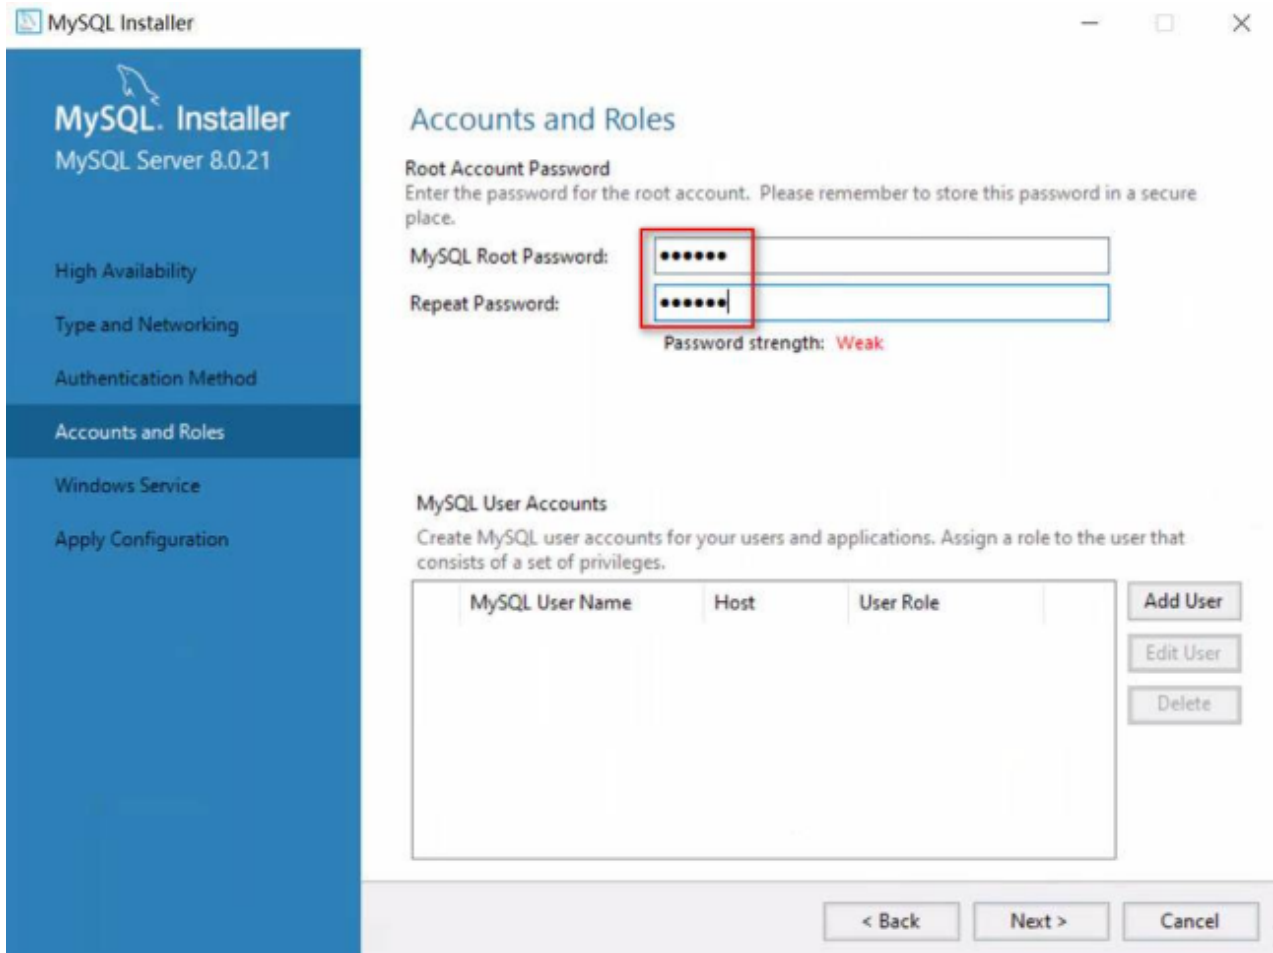 MySQL Installer
MySQL. Installer
MySQL Server 8.0.21
High Availability
Type and Networking
Authentication Method
Accounts and Roles
Windows Service
Apply Configuration
Accounts and Roles
Root Account Password
Enter the password for the root account. Please remember to store this password in a secure
place.
MySQL Root Password: ●●●●●●
Repeat Password: ●●●●●●
Password strength: Weak
MySQL User Accounts
Create MySQL user accounts for your users and applications. Assign a role to the user that
consists of a set of privileges.
MySQL User Name Host User Role
Add User
Edit User
Delete
< Back Next > Cancel